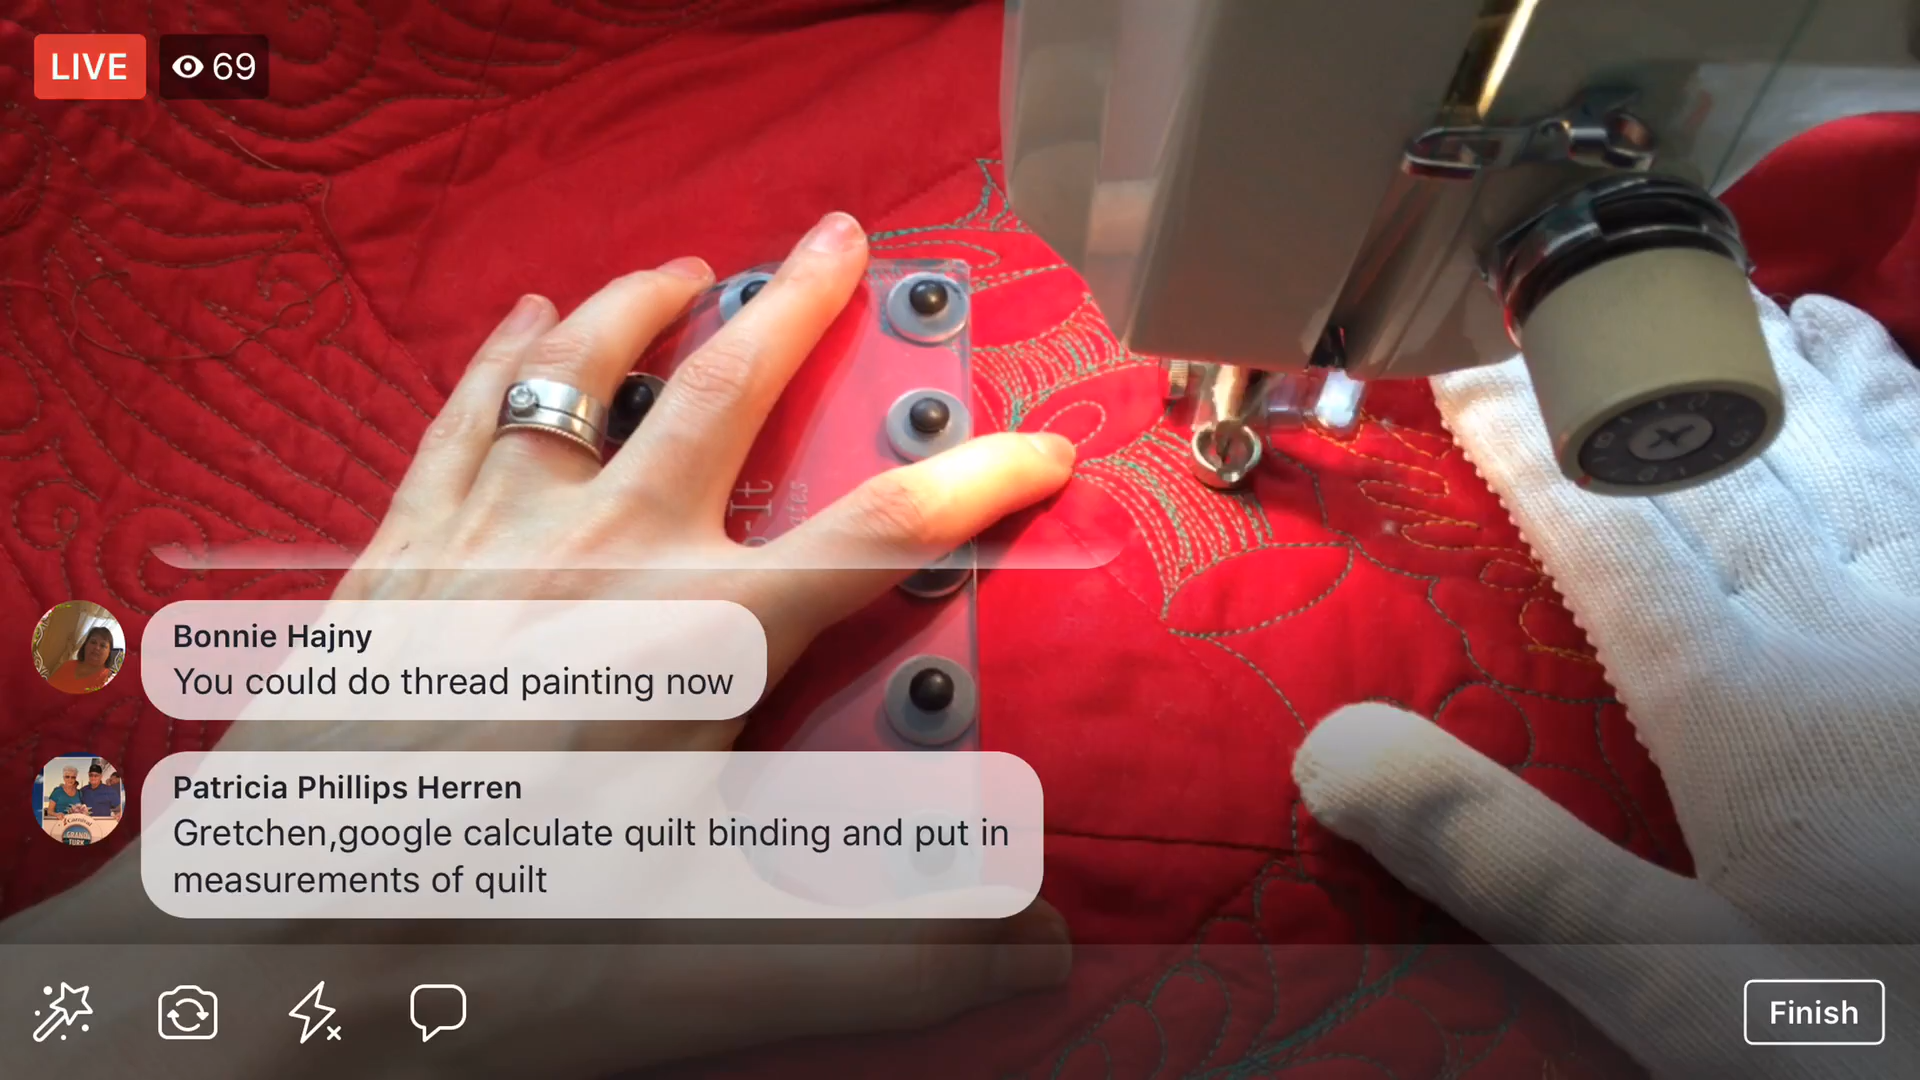 LIVE
69
Bonnie Hajny
You could do thread painting now
Patricia Phillips Herren
Gretchen,google calculate quilt binding and put in
measurements of quilt
Finish